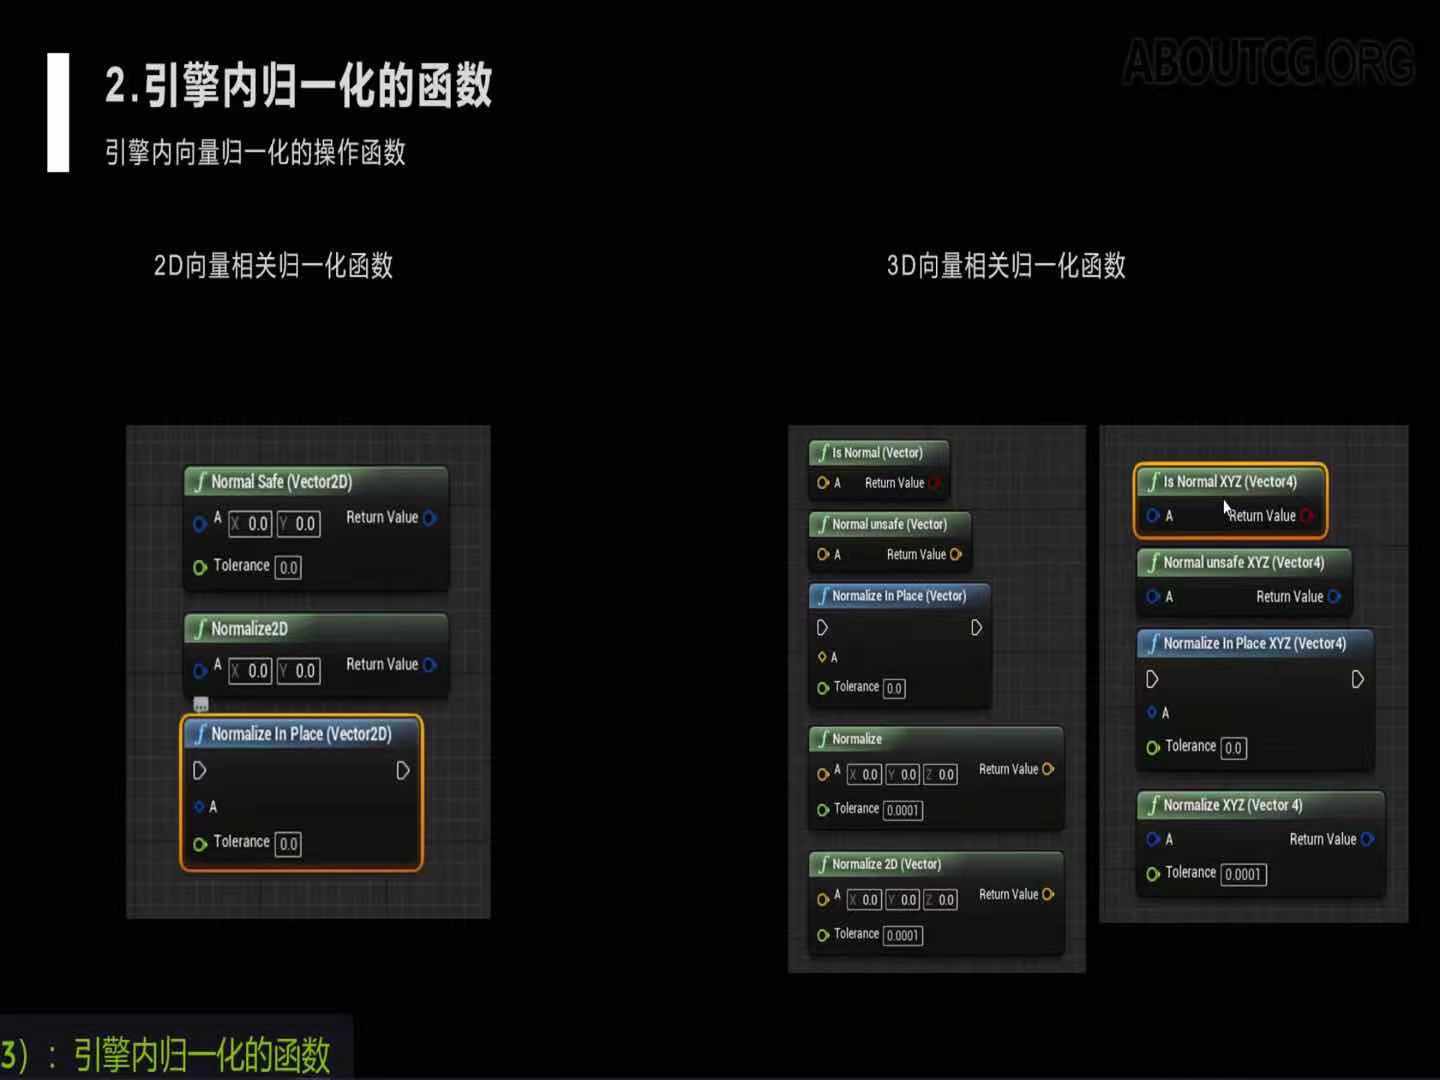 ABOUTCG.ORG
2.引擎内归一化的函数
引擎内向量归一化的操作函数
2D向量相关归一化函数
3D向量相关归一化函数
f Normal Safe (Vector2D)
A X 0.0 Y 0.0 Return Value
Tolerance 0.0
f Normalize2D
A X 0.0 Y 0.0 Return Value
f Normalize In Place (Vector2D)
A
Tolerance 0.0
f Is Normal (Vector)
A Return Value
f Normal unsafe (Vector)
A Return Value
f Normalize In Place (Vector)
A
Tolerance 0.0
f Normalize
A X 0.0 Y 0.0 Z 0.0 Return Value
Tolerance 0.0001
f Normalize 2D (Vector)
A X 0.0 Y 0.0 Z 0.0 Return Value
Tolerance 0.0001
f Is Normal XYZ (Vector4)
A Return Value
f Normal unsafe XYZ (Vector4)
A Return Value
f Normalize In Place XYZ (Vector4)
A
Tolerance 0.0
f Normalize XYZ (Vector 4)
A Return Value
Tolerance 0.0001
3）：引擎内归一化的函数